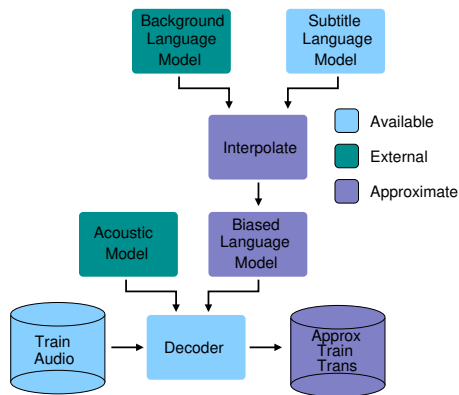 Background
Language
Model
Subtitle
Language
Model
Interpolate
Available
External
Approximate
Acoustic
Model
Biased
Language
Model
Train
Audio
Decoder
Approx
Train
Trans